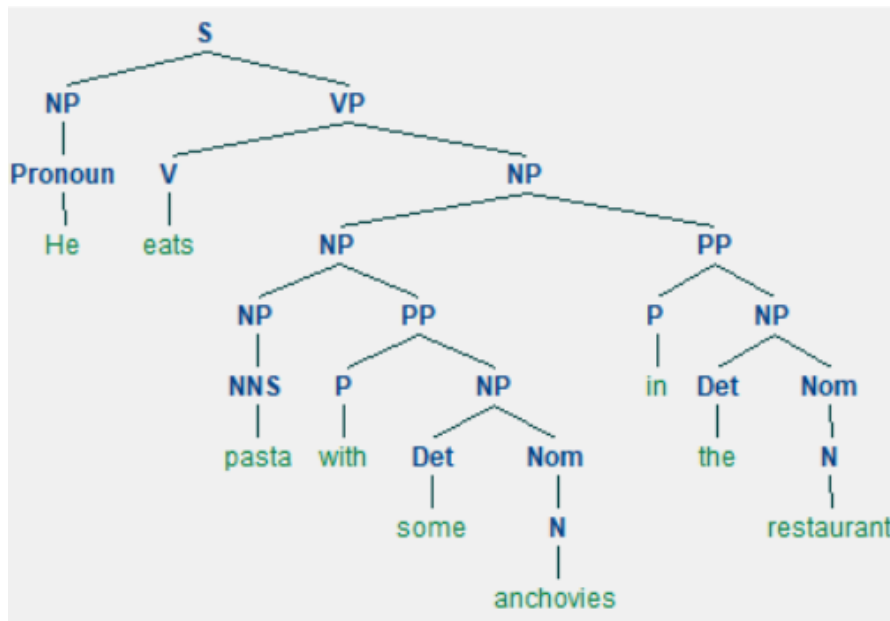 S
NP VP
Pronoun V NP
He eats NP PP
NP PP P NP
NNS P NP in Det Nom
pasta with Det Nom the N
some N restaurant
anchovies